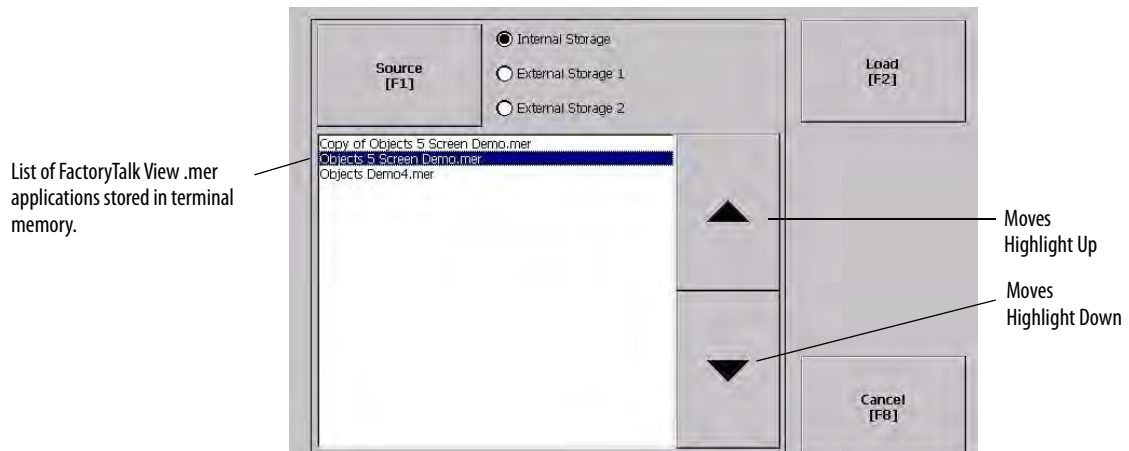 Source
[F1]
Internal Storage
External Storage 1
External Storage 2
Load
[F2]
List of FactoryTalk View .mer
applications stored in terminal
memory.
Copy of Objects 5 Screen Demo.mer
Objects 5 Screen Demo.mer
Objects Demo4.mer
Moves
Highlight Up
Moves
Highlight Down
Cancel
[F8]